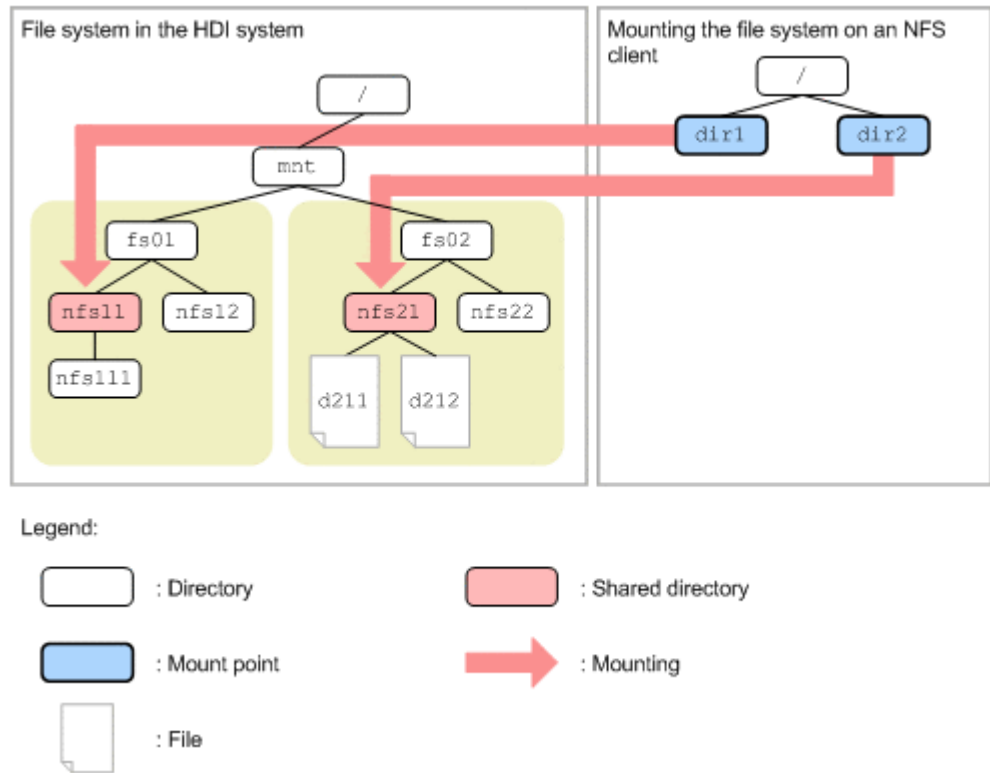 File system in the HDI system
Mounting the file system on an NFS
client
/
/
dir1
dir2
mnt
fs01
fs02
nfs11
nfs12
nfs21
nfs22
nfs111
d211
d212
Legend:
: Directory
: Shared directory
: Mount point
: Mounting
: File